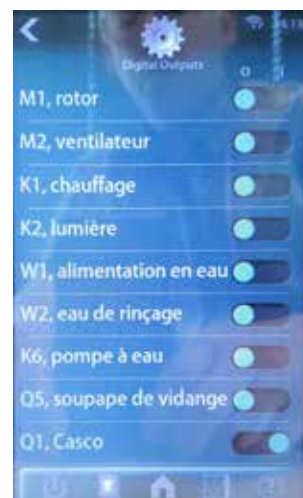 Digital Outputs
M1, rotor
M2, ventilateur
K1, chauffage
K2, lumière
W1, alimentation en eau
W2, eau de rinçage
K6, pompe à eau
Q5, soupape de vidange
Q1, Casco